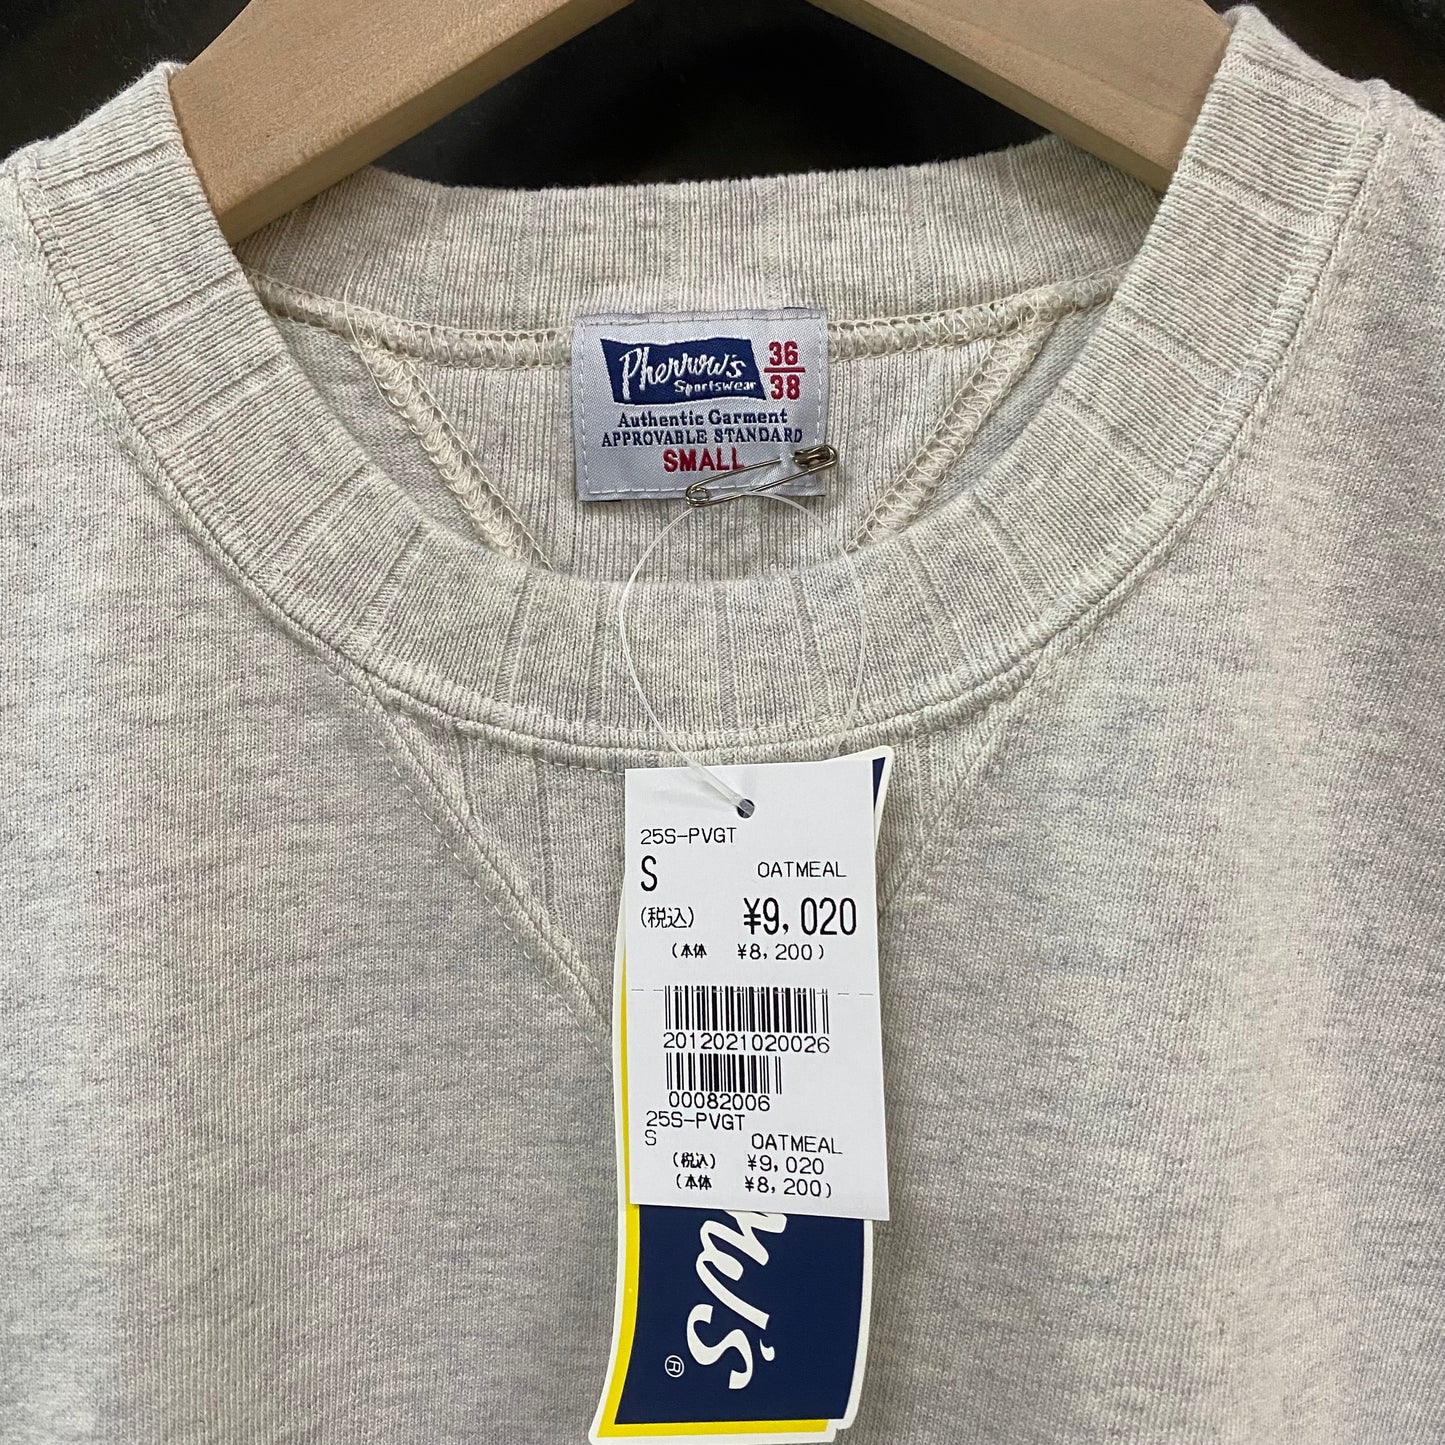 Pherrow's
Sportswear
36
38
Authentic Garment
APPROVABLE STANDARD
SMALL
25S-PVGT
S OATMEAL
(税込) ¥9,020
(本体 ¥8,200)
2012021020026
00082006
25S-PVGT
S OATMEAL
(税込) ¥9,020
(本体 ¥8,200)
w's
®